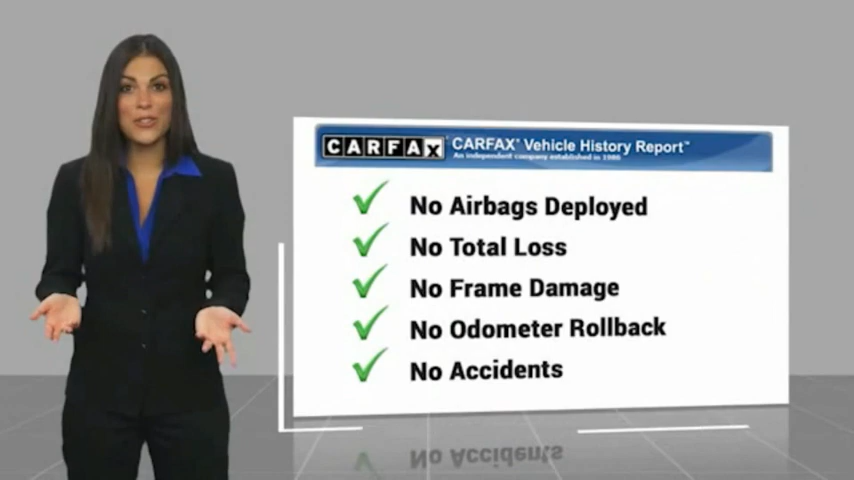 CARFAX CARFAX® Vehicle History Report™
An independent company established in 1986
No Airbags Deployed
No Total Loss
No Frame Damage
No Odometer Rollback
No Accidents
No Accidents